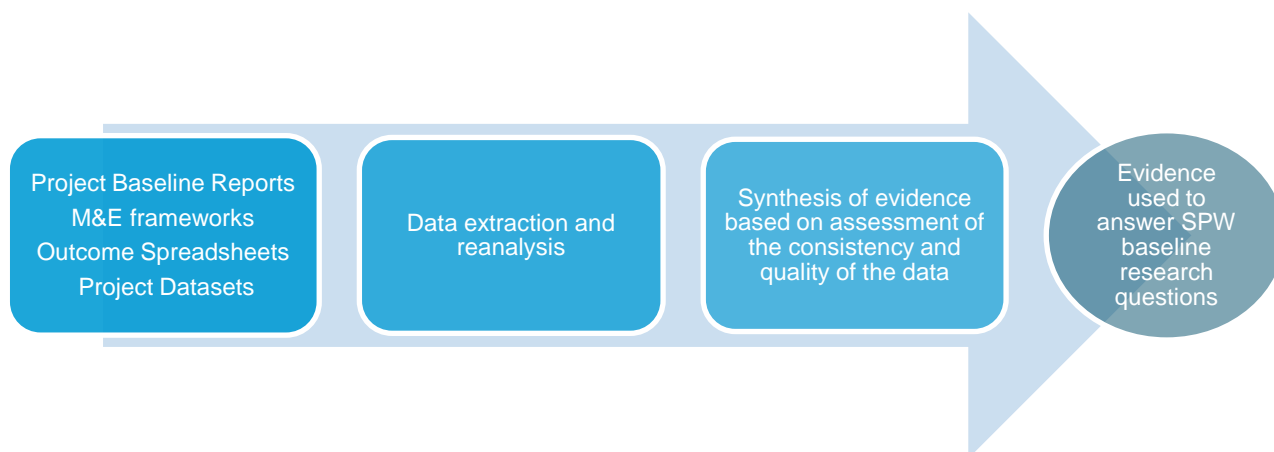 Project Baseline Reports
M&E frameworks
Outcome Spreadsheets
Project Datasets
Data extraction and
reanalysis
Synthesis of evidence
based on assessment of
the consistency and
quality of the data
Evidence
used to
answer SPW
baseline
research
questions